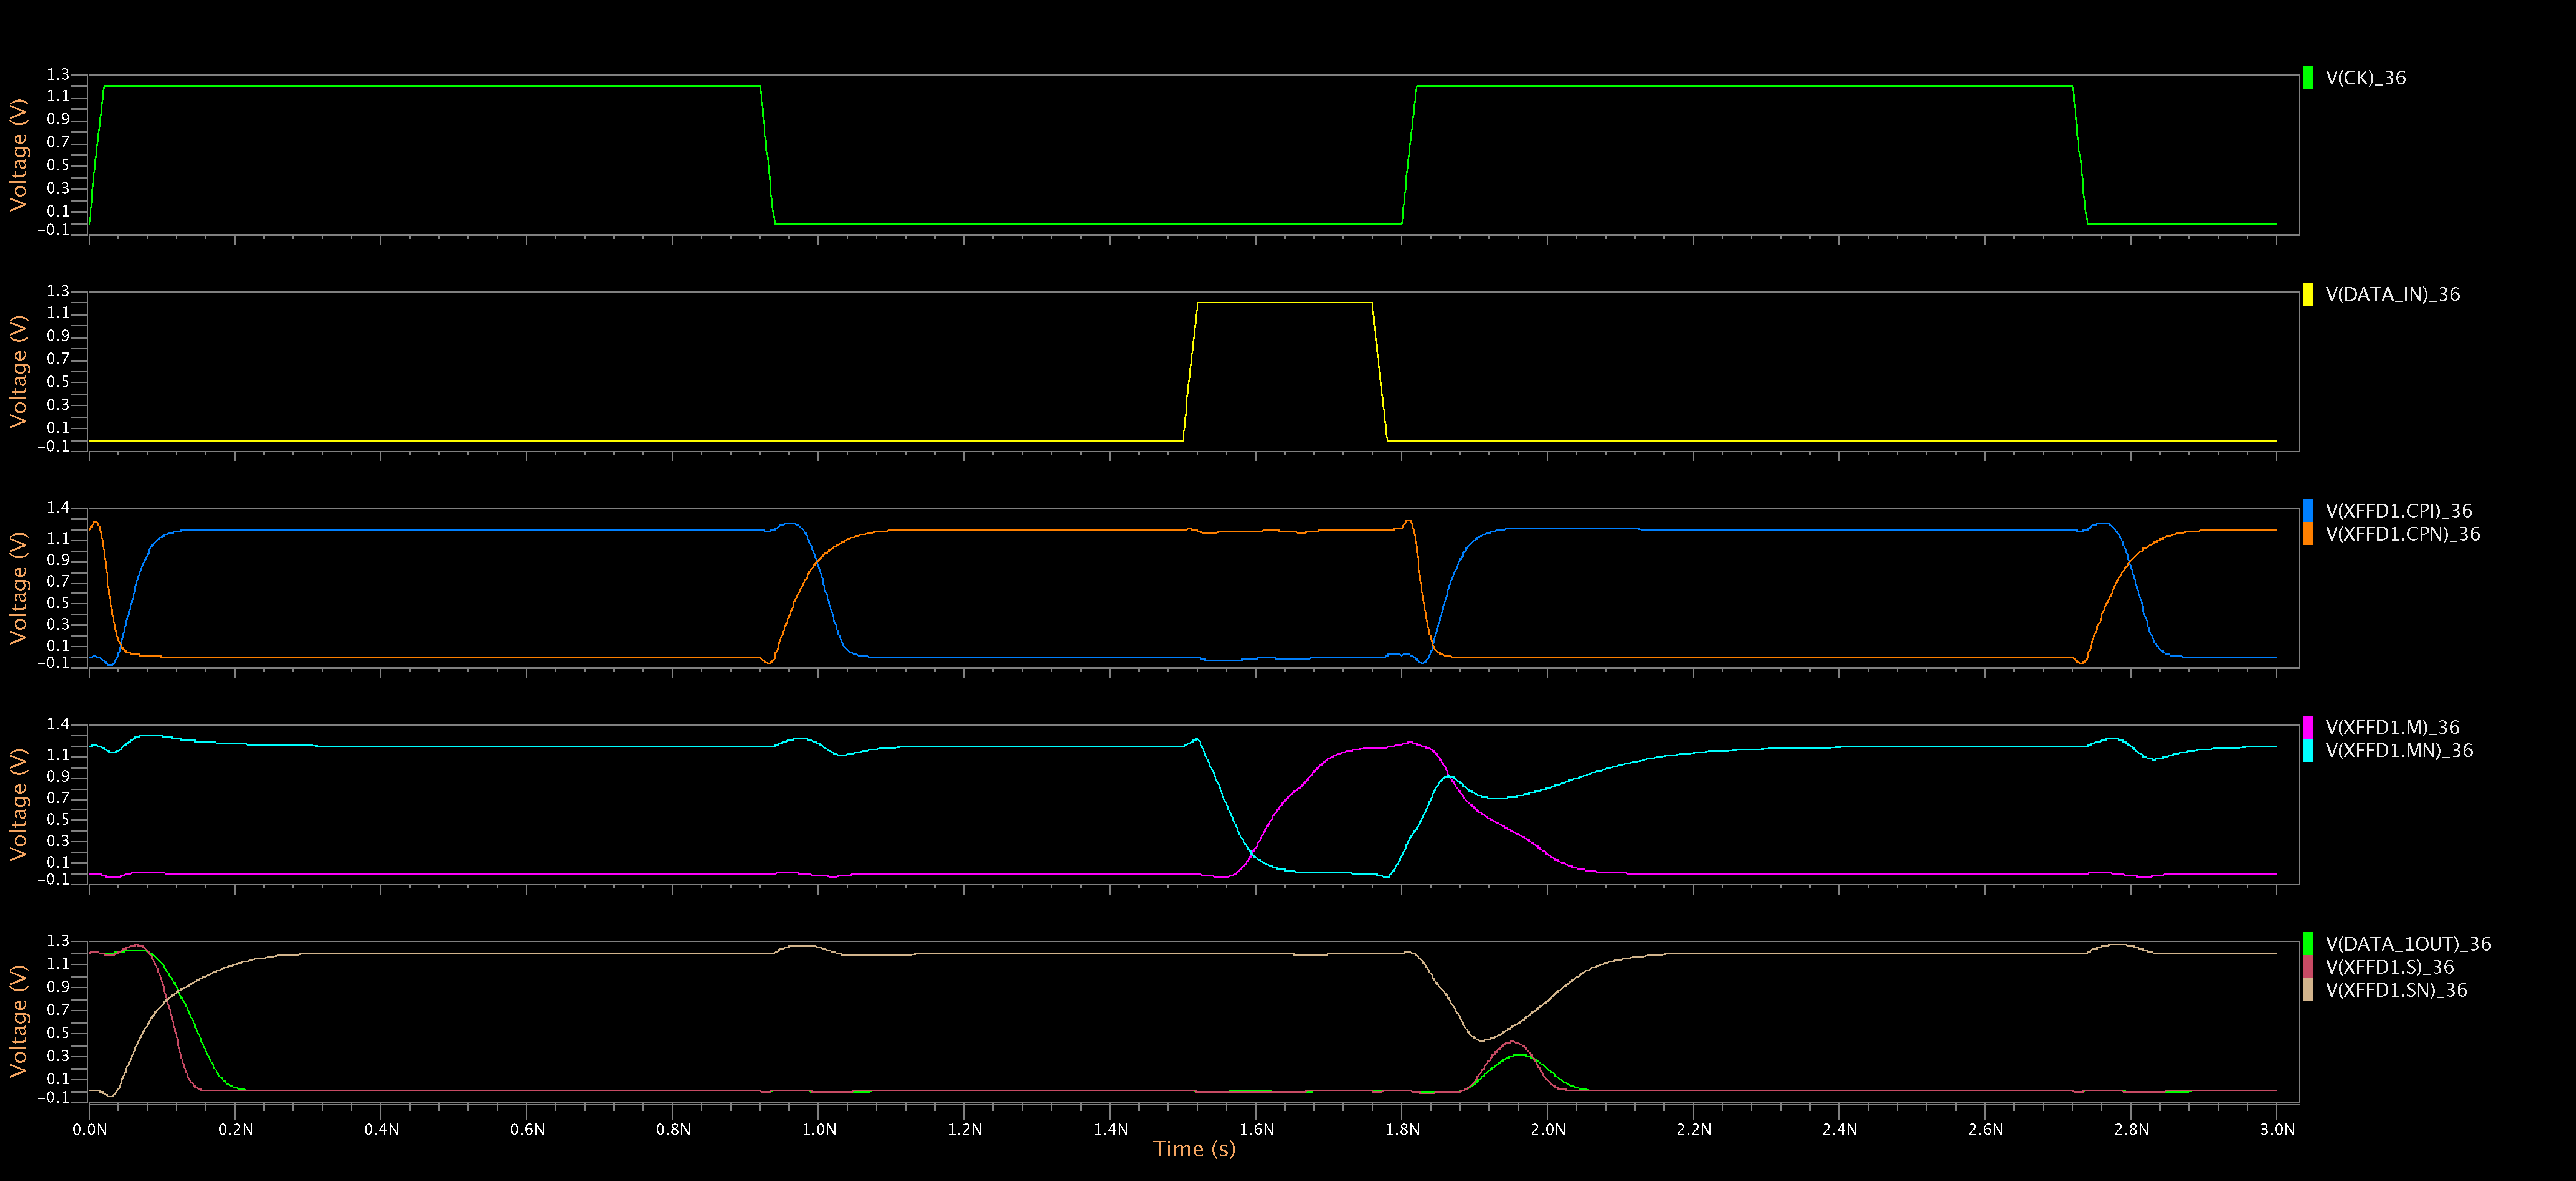 1.3
1.1
0.9
0.7
0.5
0.3
0.1
−0.1
Voltage (V)
V(CK)_36
1.3
1.1
0.9
0.7
0.5
0.3
0.1
−0.1
Voltage (V)
V(DATA_IN)_36
1.4
1.1
0.9
0.7
0.5
0.3
0.1
−0.1
Voltage (V)
V(XFFD1.CPI)_36
V(XFFD1.CPN)_36
1.4
1.1
0.9
0.7
0.5
0.3
0.1
−0.1
Voltage (V)
V(XFFD1.M)_36
V(XFFD1.MN)_36
1.3
1.1
0.9
0.7
0.5
0.3
0.1
−0.1
Voltage (V)
V(DATA_1OUT)_36
V(XFFD1.S)_36
V(XFFD1.SN)_36
0.0N 0.2N 0.4N 0.6N 0.8N 1.0N 1.2N 1.4N 1.6N 1.8N 2.0N 2.2N 2.4N 2.6N 2.8N 3.0N
Time (s)